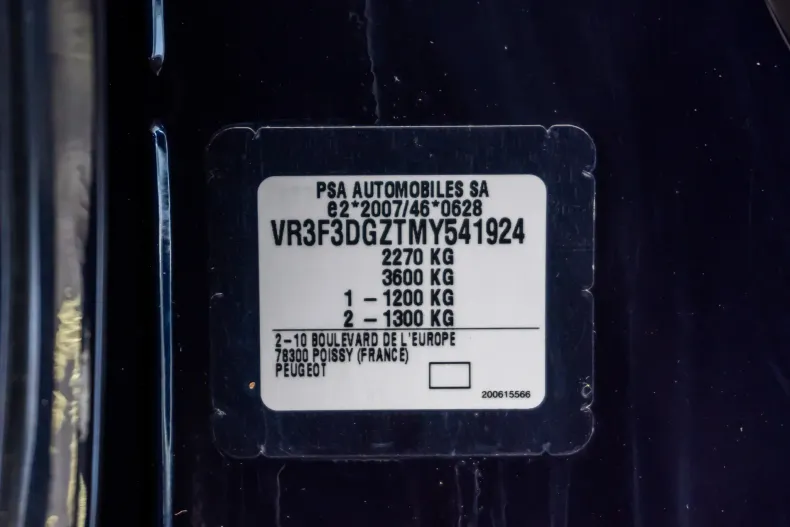 PSA AUTOMOBILES SA
e2*2007/46*0628
VR3F3DGZTMY541924
2270 KG
3600 KG
1 – 1200 KG
2 – 1300 KG
2–10 BOULEVARD DE L'EUROPE
78300 POISSY (FRANCE)
PEUGEOT
200615566